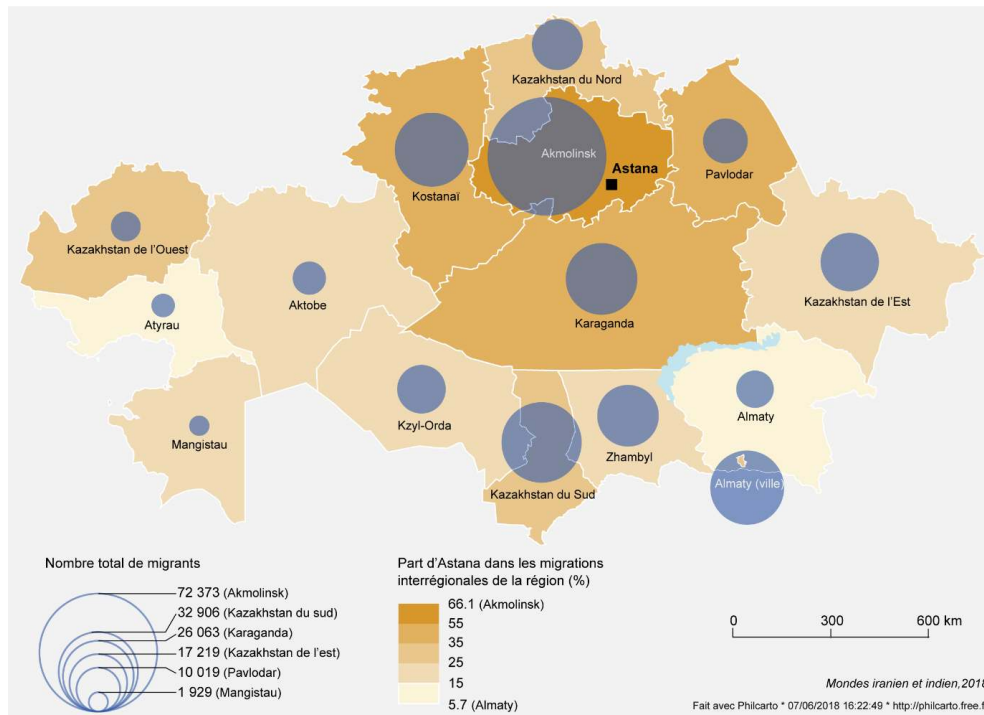 Kazakhstan du Nord
Akmolinsk
Astana
Pavlodar
Kostanaï
Kazakhstan de l'Ouest
Aktobe
Atyrau
Karaganda
Kazakhstan de l'Est
Mangistau
Kzyl-Orda
Almaty
Zhambyl
Kazakhstan du Sud
Almaty (ville)
Nombre total de migrants
72 373 (Akmolinsk)
32 906 (Kazakhstan du sud)
26 063 (Karaganda)
17 219 (Kazakhstan de l'est)
10 019 (Pavlodar)
1 929 (Mangistau)
Part d'Astana dans les migrations
interrégionales de la région (%)
66.1 (Akmolinsk)
55
35
25
15
5.7 (Almaty)
0 300 600 km
Mondes iranien et indien,2018
Fait avec Philcarto * 07/06/2018 16:22:49 * http://philcarto.free.f